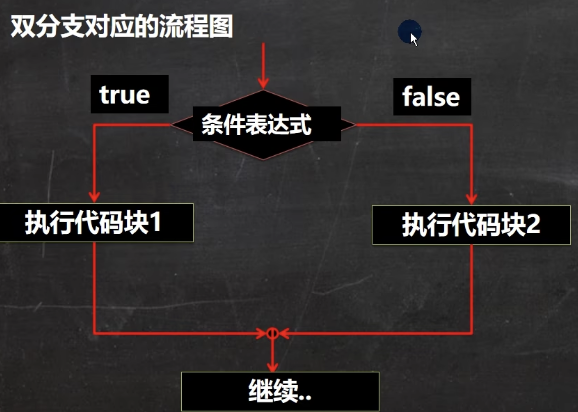 双分支对应的流程图
true
false
条件表达式
执行代码块1
执行代码块2
继续..